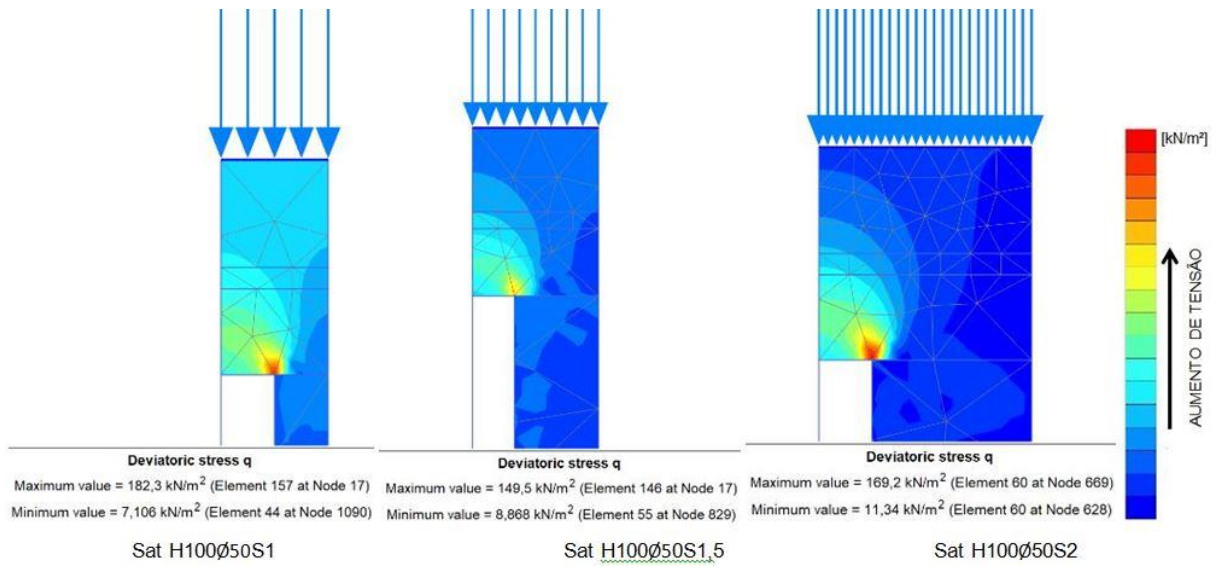 Deviatoric stress q
Maximum value = 182,3 kN/m² (Element 157 at Node 17)
Minimum value = 7,106 kN/m² (Element 44 at Node 1090)
Sat H100Ø50S1
Deviatoric stress q
Maximum value = 149,5 kN/m² (Element 146 at Node 17)
Minimum value = 8,868 kN/m² (Element 55 at Node 829)
Sat H100Ø50S1,5
Deviatoric stress q
Maximum value = 169,2 kN/m² (Element 60 at Node 669)
Minimum value = 11,34 kN/m² (Element 60 at Node 628)
Sat H100Ø50S2
[kN/m²]
AUMENTO DE TENSÃO